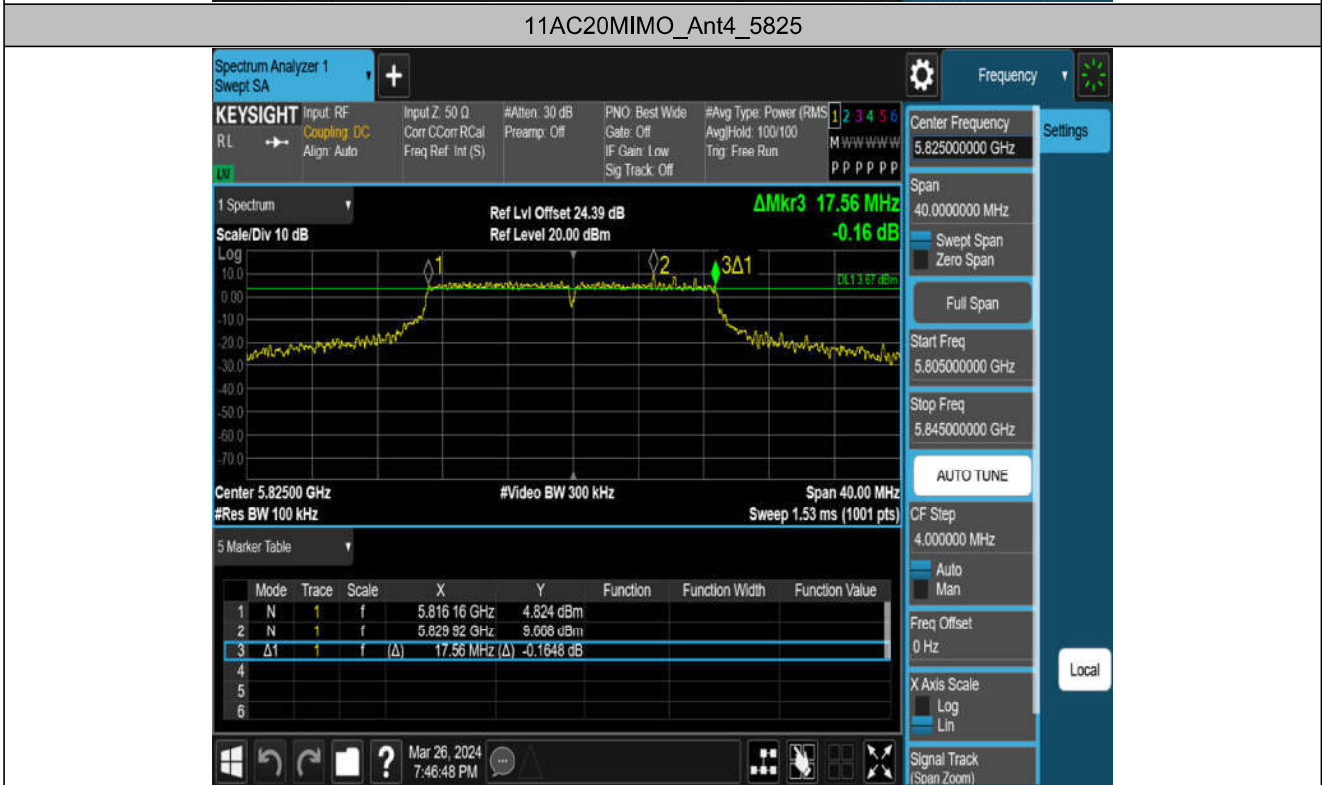 11AC20MIMO_Ant4_5825
Spectrum Analyzer 1
Swept SA
+
Frequency
KEYSIGHT
RL
Input: RF
Coupling: DC
Align: Auto
Input Z: 50 Ω
Corr CCorr RCal
Freq Ref: Int (S)
#Atten: 30 dB
Preamp: Off
PNO: Best Wide
Gate: Off
IF Gain: Low
Sig Track: Off
#Avg Type: Power (RMS
Avg|Hold: 100/100
Trig: Free Run
1 2 3 4 5 6
M W W W W W
P P P P P P
1 Spectrum
Scale/Div 10 dB
Ref Lvl Offset 24.39 dB
Ref Level 20.00 dBm
ΔMkr3 17.56 MHz
-0.16 dB
Log
10.0
0.00
-10.0
-20.0
-30.0
-40.0
-50.0
-60.0
-70.0
1
2
3Δ1
DL1 3.67 dBm
Center 5.82500 GHz
#Res BW 100 kHz
#Video BW 300 kHz
Span 40.00 MHz
Sweep 1.53 ms (1001 pts)
5 Marker Table
Mode Trace Scale X Y Function Function Width Function Value
1 N 1 f 5.816 16 GHz 4.824 dBm
2 N 1 f 5.829 92 GHz 9.668 dBm
3 Δ1 1 f (Δ) 17.56 MHz (Δ) -0.1648 dB
4
5
6
?
Mar 26, 2024
7:46:48 PM
Center Frequency
5.825000000 GHz
Settings
Span
40.0000000 MHz
Swept Span
Zero Span
Full Span
Start Freq
5.805000000 GHz
Stop Freq
5.845000000 GHz
AUTO TUNE
CF Step
4.000000 MHz
Auto
Man
Freq Offset
0 Hz
X Axis Scale
Log
Lin
Local
Signal Track
(Span Zoom)